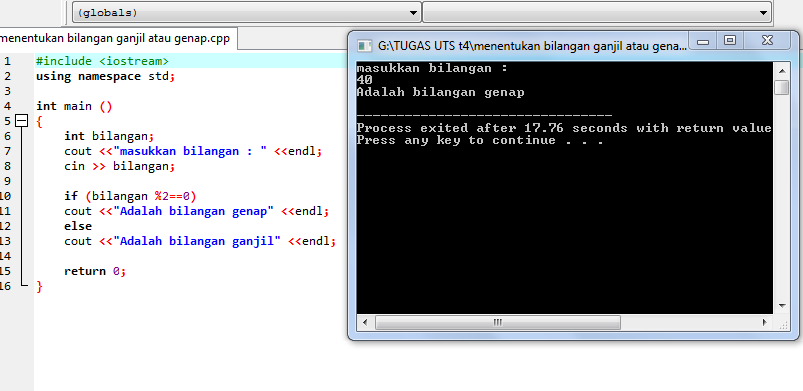 (globals)
menentukan bilangan ganjil atau genap.cpp
1 #include <iostream>
2 using namespace std;
3
4 int main ()
5 {
6 int bilangan;
7 cout <<"masukkan bilangan : " <<endl;
8 cin >> bilangan;
9
10 if (bilangan %2==0)
11 cout <<"Adalah bilangan genap" <<endl;
12 else
13 cout <<"Adalah bilangan ganjil" <<endl;
14
15 return 0;
16 }
G:\TUGAS UTS t4\menentukan bilangan ganjil atau gena...
masukkan bilangan :
40
Adalah bilangan genap
--------------------------------
Process exited after 17.76 seconds with return value
Press any key to continue . . .